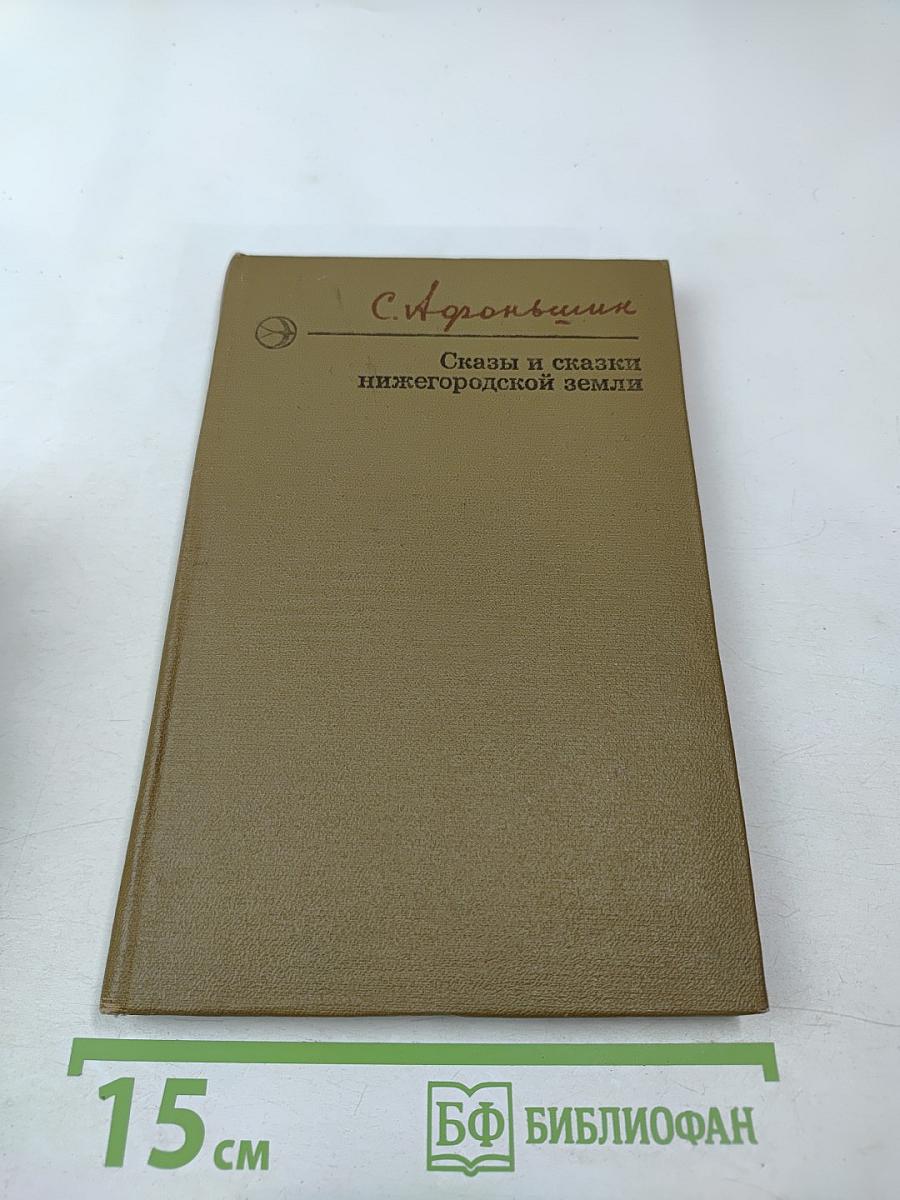 С. Афоньшин
Сказы и сказки
нижегородской земли
15 см
БФ БИБЛИОФАН